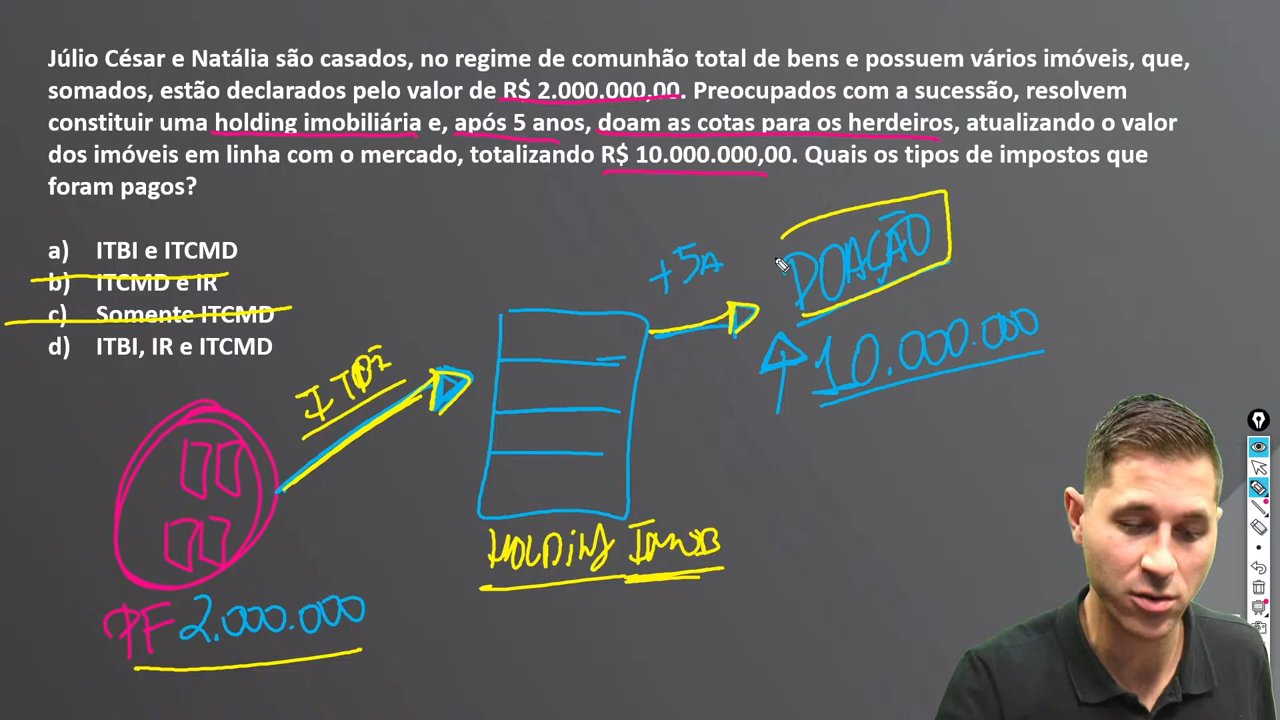 Júlio César e Natália são casados, no regime de comunhão total de bens e possuem vários imóveis, que,
somados, estão declarados pelo valor de R$ 2.000.000,00. Preocupados com a sucessão, resolvem
constituir uma holding imobiliária e, após 5 anos, doam as cotas para os herdeiros, atualizando o valor
dos imóveis em linha com o mercado, totalizando R$ 10.000.000,00. Quais os tipos de impostos que
foram pagos?
a) ITBI e ITCMD
b) ITCMD e IR
c) Somente ITCMD
d) ITBI, IR e ITCMD
+5A
DOAÇÃO
10.000.000
ITBI
HOLDING IMOB
PF 2.000.000